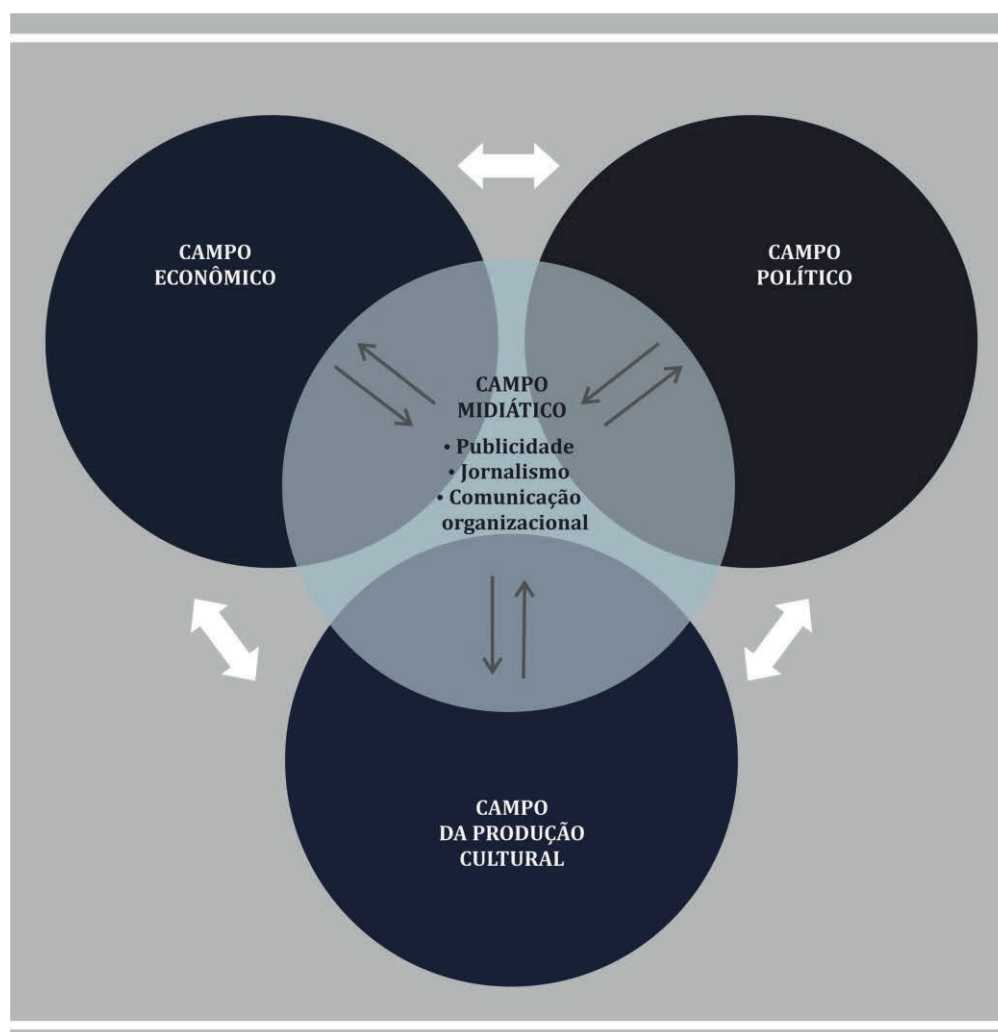 CAMPO
ECONÔMICO
CAMPO
POLÍTICO
CAMPO
MIDIÁTICO
• Publicidade
• Jornalismo
• Comunicação
organizacional
CAMPO
DA PRODUÇÃO
CULTURAL